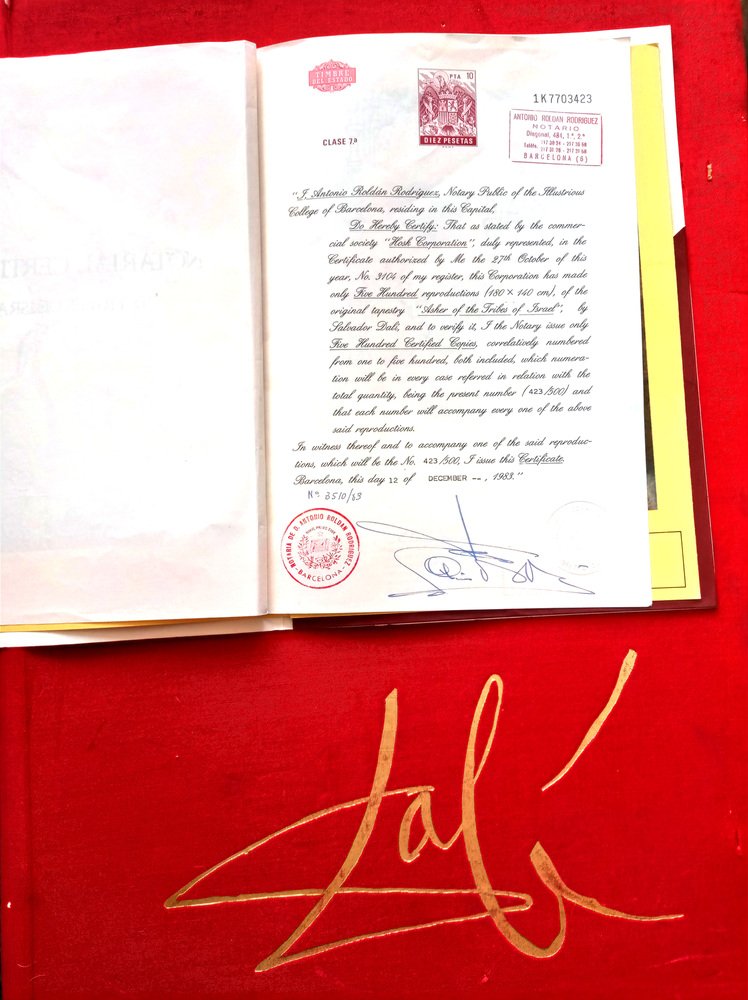 TIMBRE
DEL ESTADO
PTA 10
DIEZ PESETAS
CLASE 7.ª
1K7703423
ANTONIO ROLDAN RODRIGUEZ
NOTARIO
Diagonal, 481, 1.º, 2.ª
BARCELONA (6)
"I, Antonio Roldán Rodríguez, Notary Public of the Illustrious
College of Barcelona, residing in this Capital,
Do Hereby Certify: That as stated by the commer-
cial society "Hosk Corporation", duly represented, in the
Certificate authorized by Me the 27th October of this
year, No. 3104 of my register, this Corporation has made
only Five Hundred reproductions (180 × 140 cm), of the
original tapestry "Asher of the Tribes of Israel", by
Salvador Dalí; and to verify it, I the Notary issue only
Five Hundred Certified Copies, correlatively numbered
from one to five hundred, both included, which numera-
tion will be in every case referred in relation with the
total quantity, being the present number (423/500) and
that each number will accompany every one of the above
said reproductions.
In witness thereof and to accompany one of the said reproduc-
tions, which will be the No. 423/500, I issue this Certificate.
Barcelona, this day 12 of DECEMBER --, 1983."
Nº 3510/83
NOTARIA DE D. ANTONIO ROLDAN RODRIGUEZ
BARCELONA
Dalí